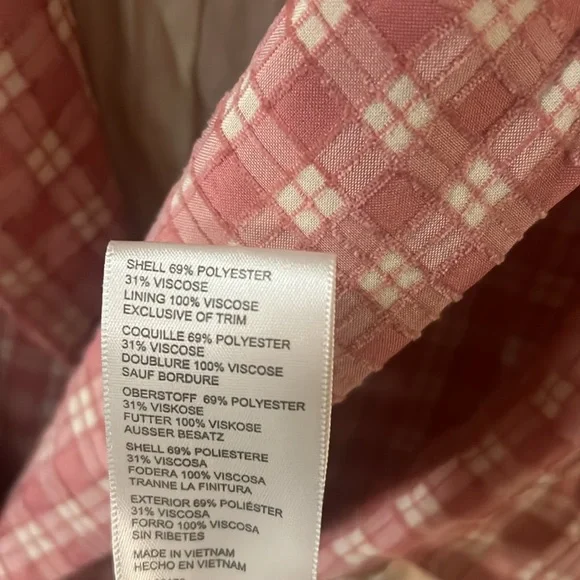 SHELL 69% POLYESTER
31% VISCOSE
LINING 100% VISCOSE
EXCLUSIVE OF TRIM
COQUILLE 69% POLYESTER
31% VISCOSE
DOUBLURE 100% VISCOSE
SAUF BORDURE
OBERSTOFF 69% POLYESTER
31% VISKOSE
FUTTER 100% VISKOSE
AUSSER BESATZ
SHELL 69% POLIESTERE
31% VISCOSA
FODERA 100% VISCOSA
TRANNE LA FINITURA
EXTERIOR 69% POLIÉSTER
31% VISCOSA
FORRO 100% VISCOSA
SIN RIBETES
MADE IN VIETNAM
HECHO EN VIETNAM